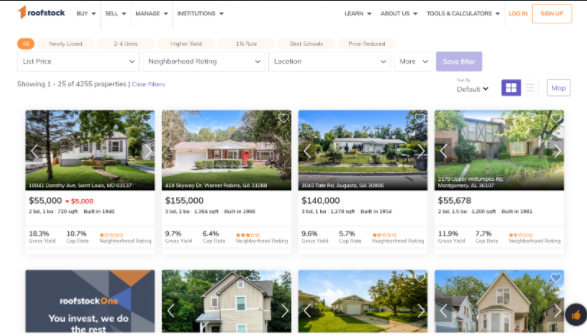 roofstock
BUY SELL MANAGE INSTITUTIONS LEARN ABOUT US TOOLS & CALCULATORS LOG IN SIGN UP
All Newly Listed 2-4 Units Higher Yield 1% Rule Best Schools Price Reduced
List Price Neighborhood Rating Location More Save filter
Showing 1 - 25 of 4255 properties | Clear Filters
Sort By
Default
Map
10041 Dorothy Ave, Saint Louis, MO 63137
$55,000 $5,000
2 bd, 1 ba 720 sqft Built in 1940
18.3% 10.7%
Gross Yield Cap Rate Neighborhood Rating
418 Skyway Dr, Warner Robins, GA 31088
$155,000
3 bd, 2 ba 1,364 sqft Built in
9.7% 6.4%
Gross Yield Cap Rate Neighborhood Rating
3045 Tate Rd, Augusta, GA 30906
$140,000
3 bd, 1 ba 1,278 sqft Built in 1954
9.6% 5.7%
Gross Yield Cap Rate Neighborhood Rating
2175 Upper Wetumpka Rd,
Montgomery, AL 36107
$55,678
2 bd, 1.5 ba 1,200 sqft Built in 1981
11.9% 7.7%
Gross Yield Cap Rate Neighborhood Rating
roofstockOne
You invest, we do
the rest